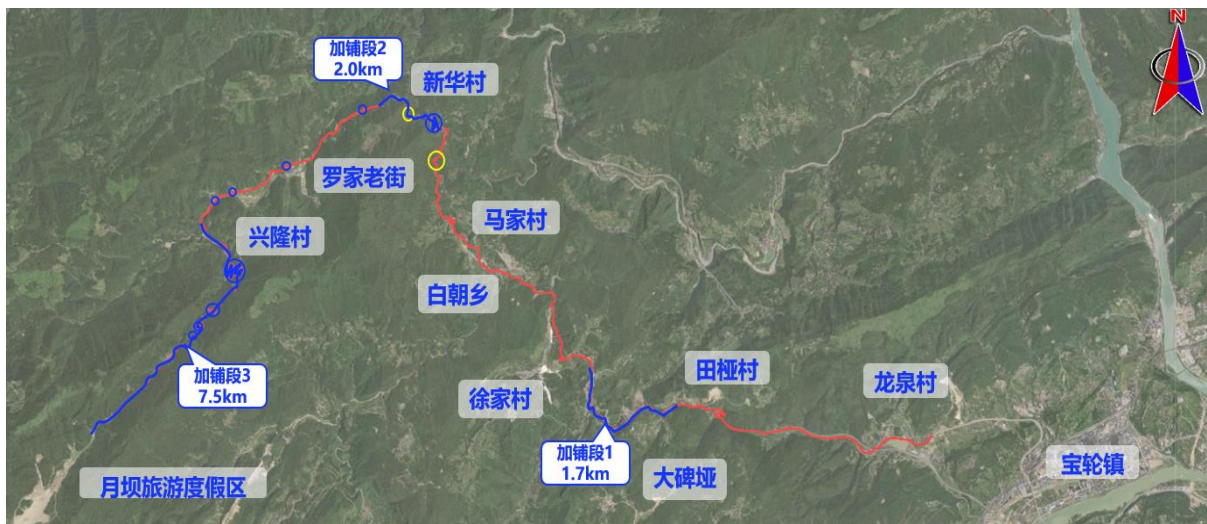 N
加铺段2
2.0km
新华村
罗家老街
马家村
兴隆村
白朝乡
加铺段3
7.5km
徐家村
田桠村
龙泉村
加铺段1
1.7km
大碑垭
宝轮镇
月坝旅游度假区